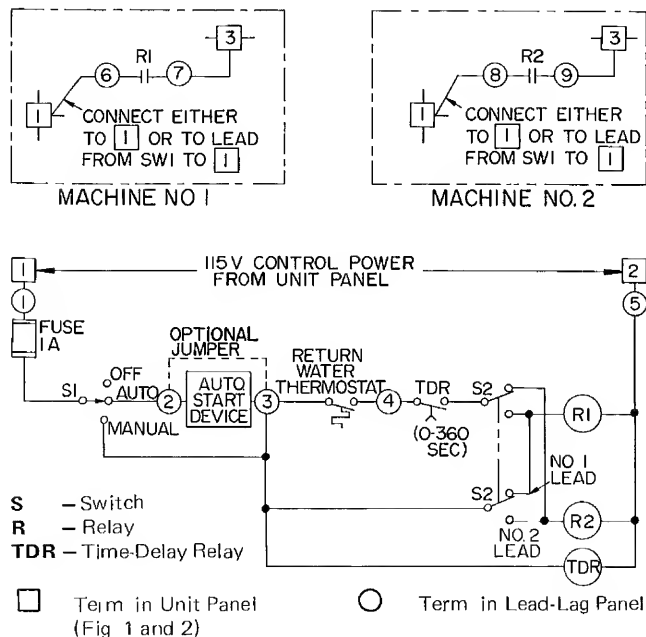 3
R1
6
7
1
CONNECT EITHER
TO 1 OR TO LEAD
FROM SW1 TO 1
MACHINE NO 1
3
R2
8
9
1
CONNECT EITHER
TO 1 OR TO LEAD
FROM SW1 TO 1
MACHINE NO. 2
1
115V CONTROL POWER
FROM UNIT PANEL
2
1
5
FUSE
1A
OPTIONAL
JUMPER
OFF
S1
AUTO
2
AUTO
START
DEVICE
3
MANUAL
RETURN
WATER
THERMOSTAT
4
TDR
(0-360
SEC)
S2
R1
NO 1
LEAD
S2
NO. 2
LEAD
R2
TDR
S – Switch
R – Relay
TDR – Time-Delay Relay
Term in Unit Panel
(Fig 1 and 2)
Term in Lead-Lag Panel